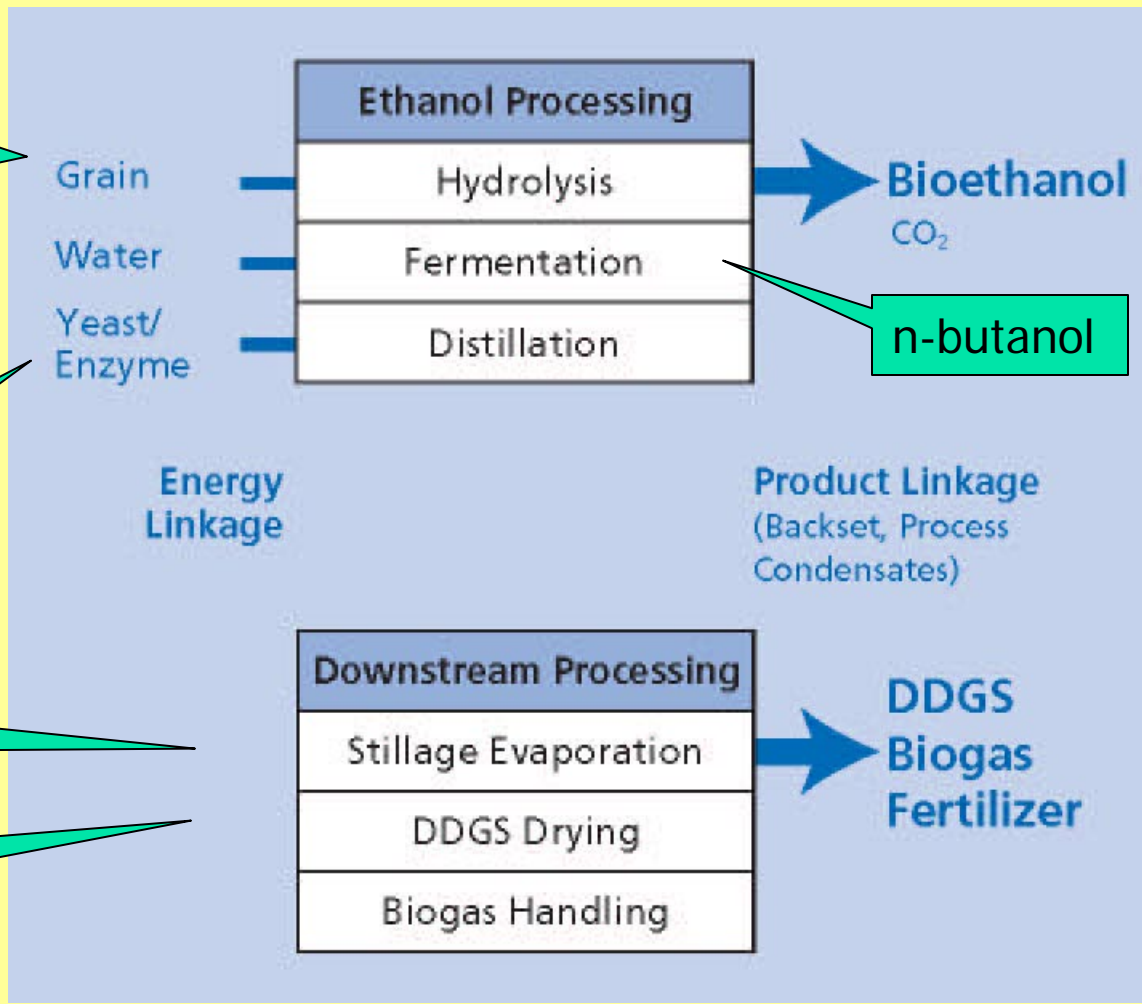 Ethanol Processing
Grain
Hydrolysis
Bioethanol
CO₂
Water
Fermentation
Yeast/
Enzyme
Distillation
n-butanol
Energy
Linkage
Product Linkage
(Backset, Process
Condensates)
Downstream Processing
Stillage Evaporation
DDGS Drying
Biogas Handling
DDGS
Biogas
Fertilizer